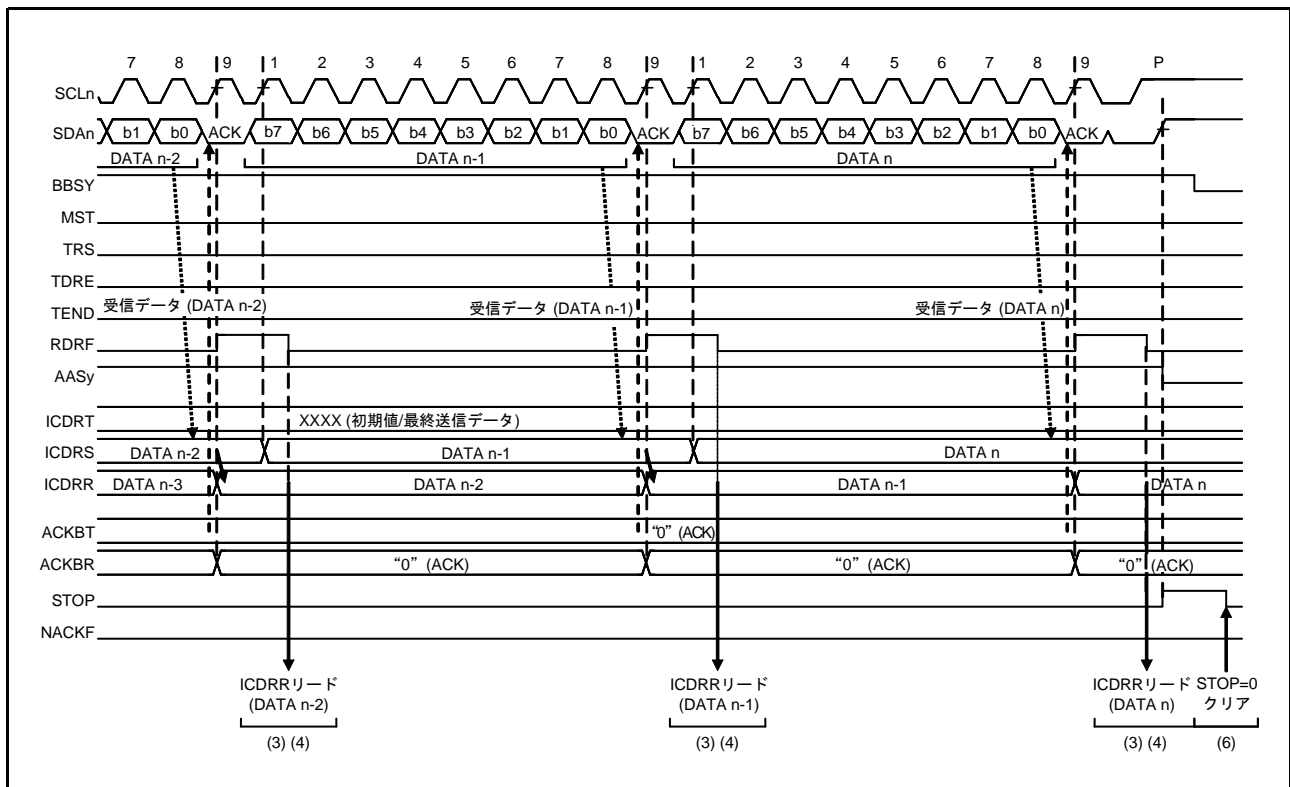 7 8 9 1 2 3 4 5 6 7 8 9 1 2 3 4 5 6 7 8 9 P
SCLn
SDAn b1 b0 ACK b7 b6 b5 b4 b3 b2 b1 b0 ACK b7 b6 b5 b4 b3 b2 b1 b0 ACK
DATA n-2 DATA n-1 DATA n
BBSY
MST
TRS
TDRE
TEND 受信データ (DATA n-2) 受信データ (DATA n-1) 受信データ (DATA n)
RDRF
AASy
ICDRT XXXX (初期値/最終送信データ)
ICDRS DATA n-2 DATA n-1 DATA n
ICDRR DATA n-3 DATA n-2 DATA n-1 DATA n
ACKBT “0” (ACK)
ACKBR “0” (ACK) “0” (ACK) “0” (ACK)
STOP
NACKF
ICDRRリード ICDRRリード ICDRRリード STOP=0
(DATA n-2) (DATA n-1) (DATA n) クリア
(3) (4) (3) (4) (3) (4) (6)